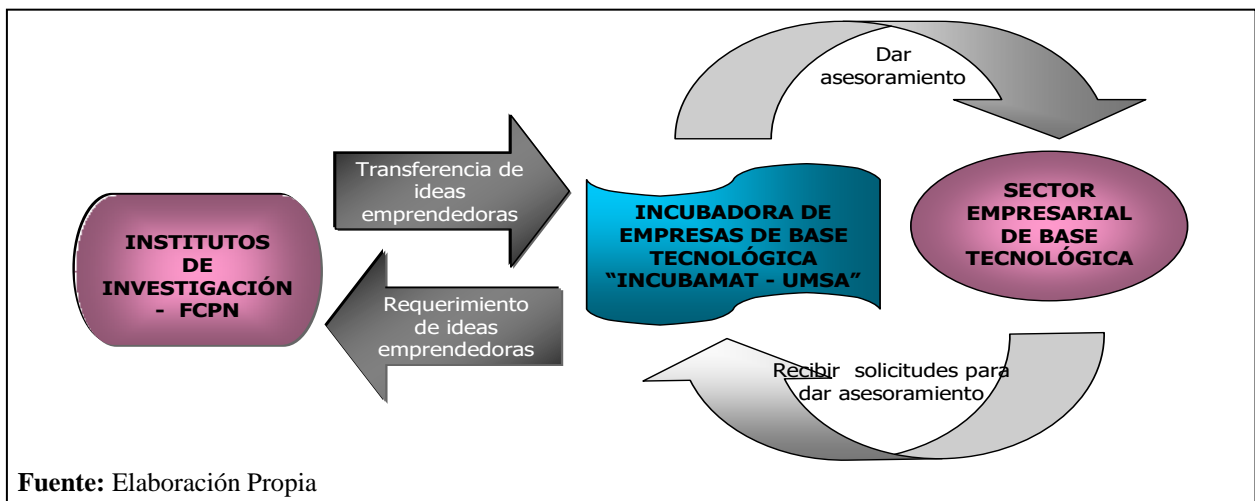 Dar
asesoramiento
Transferencia de
ideas
emprendedoras
INSTITUTOS
DE
INVESTIGACIÓN
- FCPN
INCUBADORA DE
EMPRESAS DE BASE
TECNOLÓGICA
“INCUBAMAT - UMSA”
SECTOR
EMPRESARIAL
DE BASE
TECNOLÓGICA
Requerimiento
de ideas
emprendedoras
Recibir solicitudes para
dar asesoramiento
Fuente: Elaboración Propia